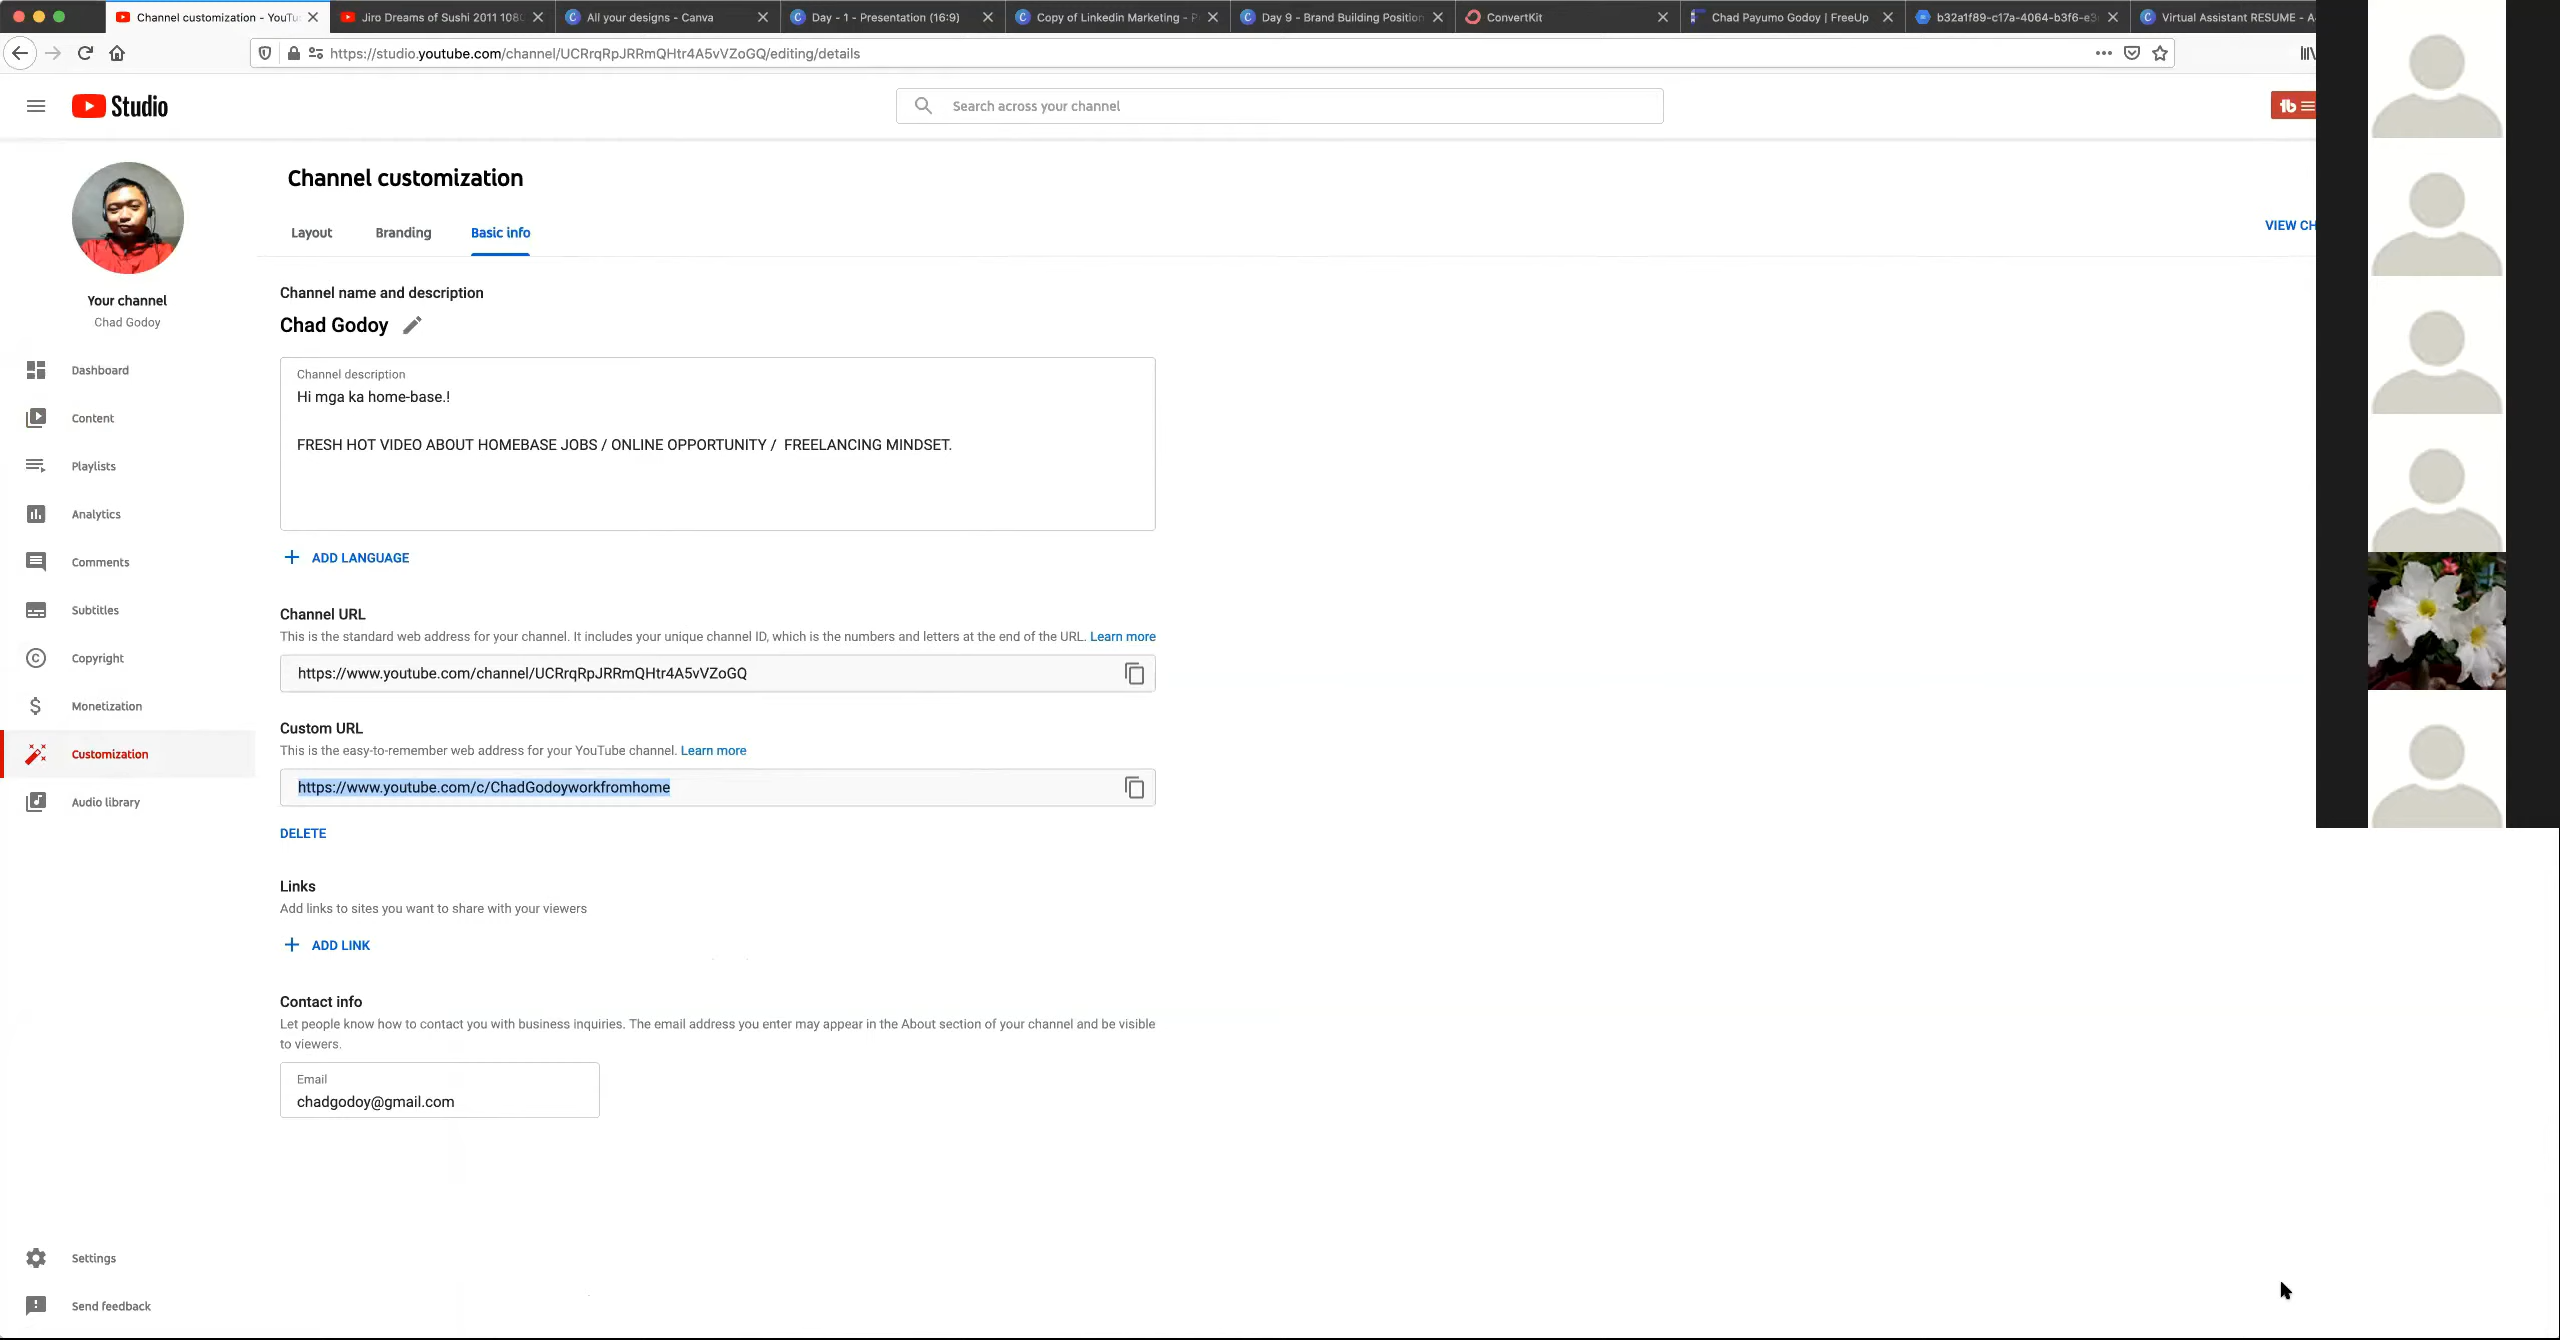 Channel customization - YouTu
Jiro Dreams of Sushi 2011 108
All your designs - Canva
Day - 1 - Presentation (16:9)
Copy of Linkedin Marketing - P
Day 9 - Brand Building Position
ConvertKit
Chad Payumo Godoy | FreeUp
b32a1f89-c17a-4064-b3f6-e3
Virtual Assistant RESUME - A
https://studio.youtube.com/channel/UCRrqRpJRRmQHtr4A5vVZoGQ/editing/details
Studio
Search across your channel
Channel customization
Layout
Branding
Basic info
VIEW CH
Your channel
Chad Godoy
Dashboard
Content
Playlists
Analytics
Comments
Subtitles
Copyright
Monetization
Customization
Audio library
Settings
Send feedback
Channel name and description
Chad Godoy
Channel description
Hi mga ka home-base.!
FRESH HOT VIDEO ABOUT HOMEBASE JOBS / ONLINE OPPORTUNITY /  FREELANCING MINDSET.
ADD LANGUAGE
Channel URL
This is the standard web address for your channel. It includes your unique channel ID, which is the numbers and letters at the end of the URL. Learn more
https://www.youtube.com/channel/UCRrqRpJRRmQHtr4A5vVZoGQ
Custom URL
This is the easy-to-remember web address for your YouTube channel. Learn more
https://www.youtube.com/c/ChadGodoyworkfromhome
DELETE
Links
Add links to sites you want to share with your viewers
ADD LINK
Contact info
Let people know how to contact you with business inquiries. The email address you enter may appear in the About section of your channel and be visible
to viewers.
Email
chadgodoy@gmail.com